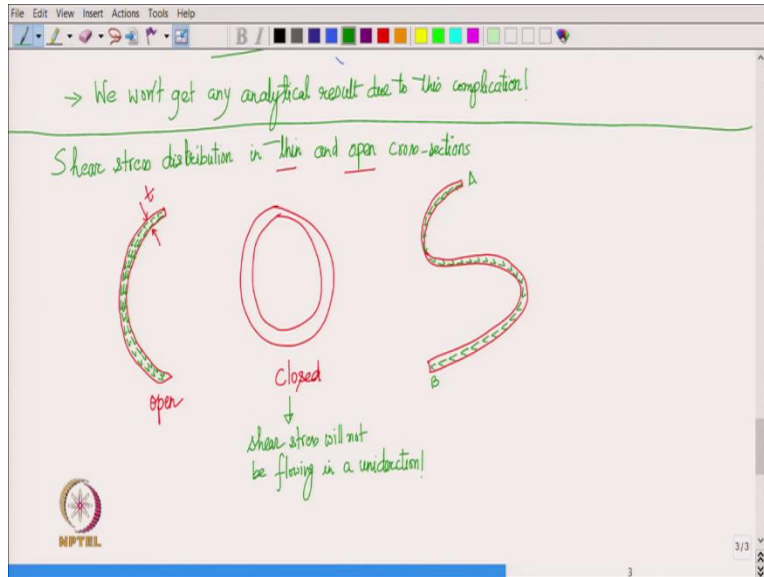 File Edit View Insert Actions Tools Help
B I
→ We won't get any analytical result due to this complication!
Shear stress distribution in thin and open cross-sections
t
A
B
open
Closed
shear stress will not
be flowing in a unidirection!
NPTEL
3/3
3